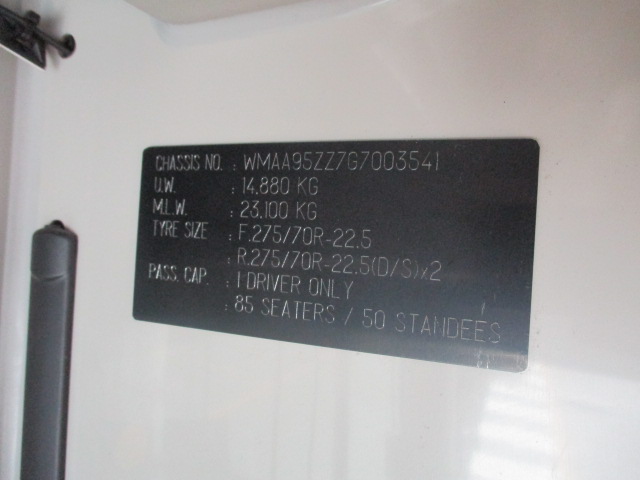 CHASSIS NO. : WMAA95ZZ7G7003541
U.W. : 14,880 KG
M.L.W. : 23,100 KG
TYRE SIZE : F.275/70R-22.5
: R.275/70R-22.5(D/S)x2
PASS. CAP. : 1 DRIVER ONLY
: 85 SEATERS / 50 STANDEES